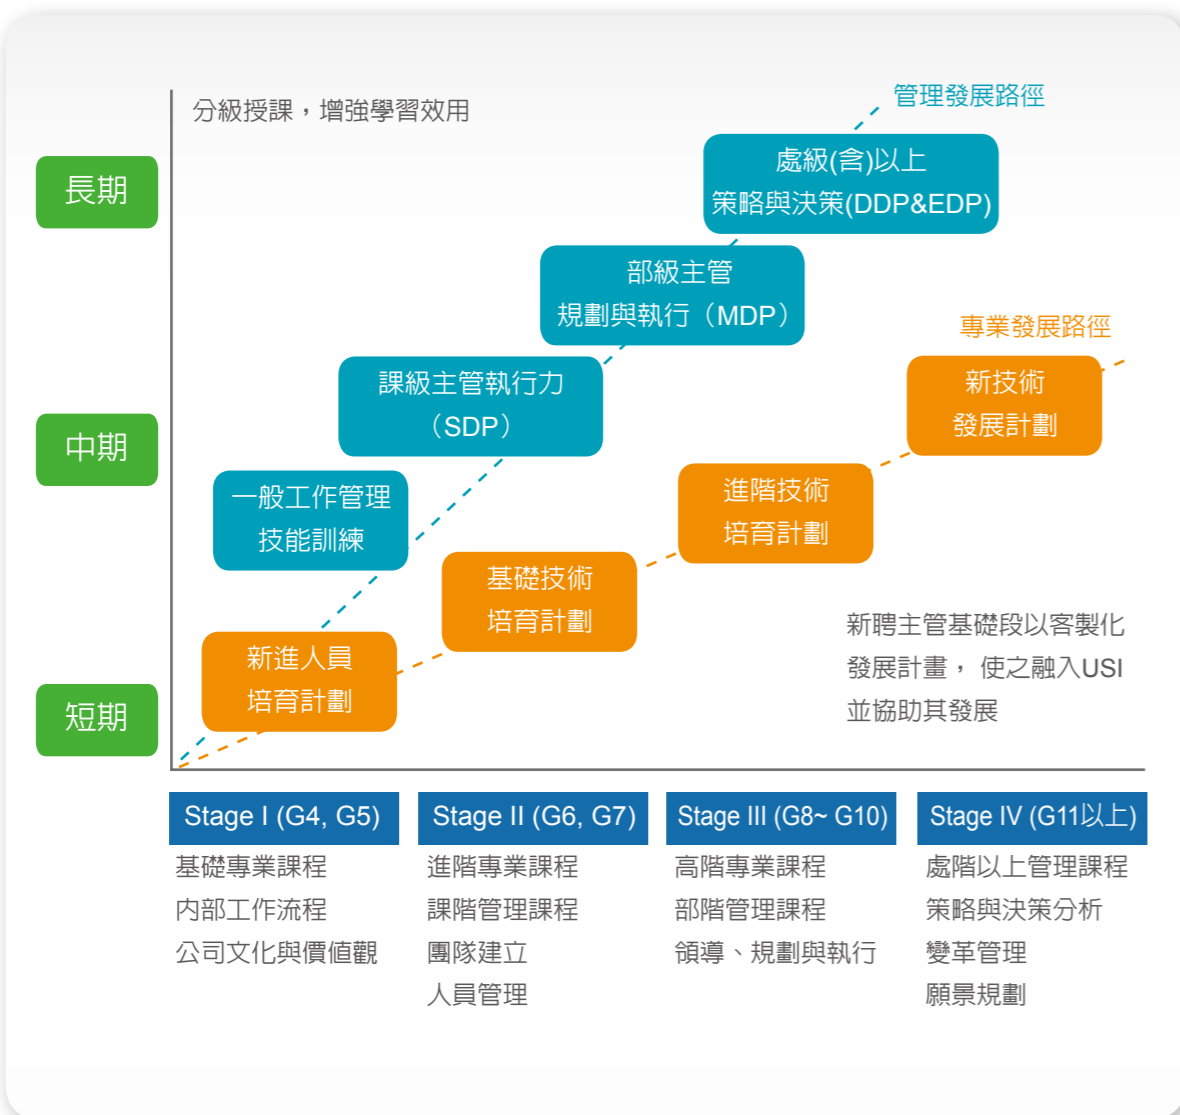 分級授課，增強學習效用
管理發展路徑
長期
處級(含)以上
策略與決策(DDP&EDP)
部級主管
規劃與執行（MDP）
專業發展路徑
課級主管執行力
（SDP）
新技術
發展計劃
中期
一般工作管理
技能訓練
進階技術
培育計劃
基礎技術
培育計劃
新進人員
培育計劃
新聘主管基礎段以客製化
發展計畫， 使之融入USI
並協助其發展
短期
Stage I (G4, G5)
基礎專業課程
內部工作流程
公司文化與價值觀
Stage II (G6, G7)
進階專業課程
課階管理課程
團隊建立
人員管理
Stage III (G8~ G10)
高階專業課程
部階管理課程
領導、規劃與執行
Stage IV (G11以上)
處階以上管理課程
策略與決策分析
變革管理
願景規劃